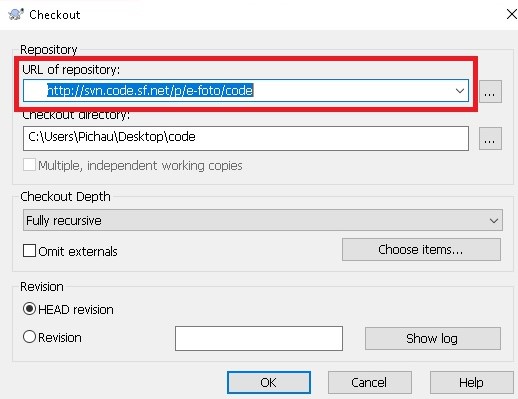 Checkout
Repository
URL of repository:
http://svn.code.sf.net/p/e-foto/code
...
Checkout directory:
C:\Users\Pichau\Desktop\code
...
Multiple, independent working copies
Checkout Depth
Fully recursive
Omit externals
Choose items...
Revision
HEAD revision
Revision
Show log
OK
Cancel
Help